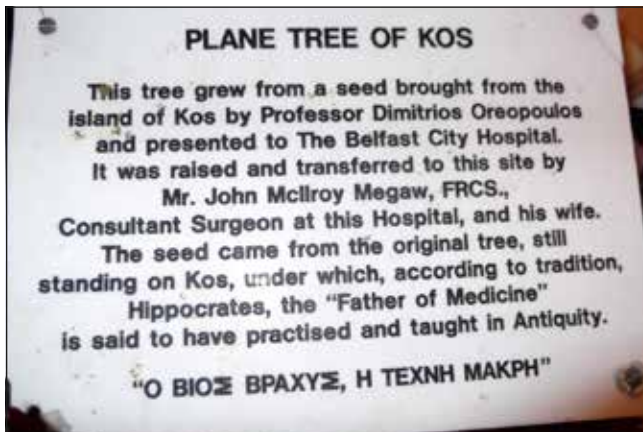 PLANE TREE OF KOS
This tree grew from a seed brought from the
island of Kos by Professor Dimitrios Oreopoulos
and presented to The Belfast City Hospital.
It was raised and transferred to this site by
Mr. John McIlroy Megaw, FRCS.,
Consultant Surgeon at this Hospital, and his wife.
The seed came from the original tree, still
standing on Kos, under which, according to tradition,
Hippocrates, the “Father of Medicine”
is said to have practised and taught in Antiquity.
“Ο ΒΙΟΣ ΒΡΑΧΥΣ, Η ΤΕΧΝΗ ΜΑΚΡΗ”